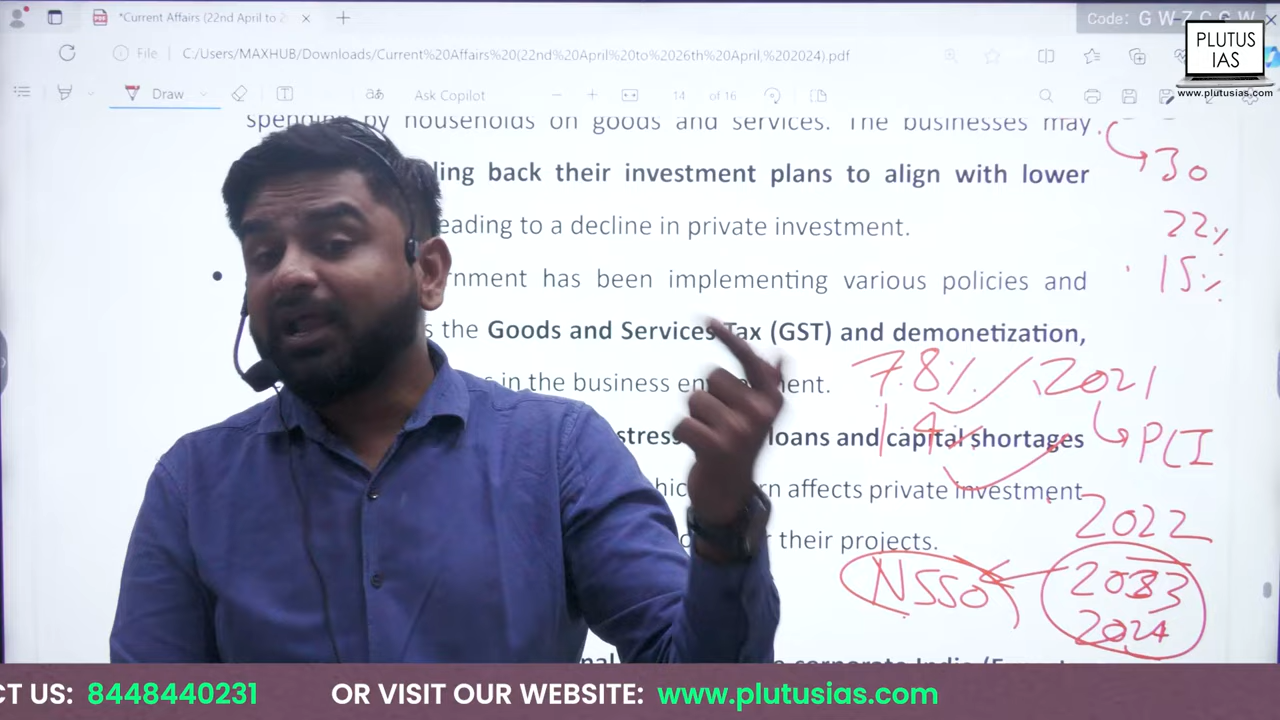 *Current Affairs (22nd April to 2
Code: G W Z C G W
File C:/Users/MAXHUB/Downloads/Current%20Affairs%20(22nd%20April%20to%2026th%20April,%202024).pdf
PLUTUS
IAS
www.plutusias.com
Draw
Ask Copilot
14 of 16
spending by households on goods and services. The businesses may
ling back their investment plans to align with lower
eading to a decline in private investment.
rnment has been implementing various policies and
s the Goods and Services Tax (GST) and demonetization,
s in the business en ment.
stress loans and capital shortages
hic rn affects private investment
their projects.
30
22%
15%
7.8% / 2021
14%
PCI
2022
NSSO
2023
2024
CT US: 8448440231 OR VISIT OUR WEBSITE: www.plutusias.com